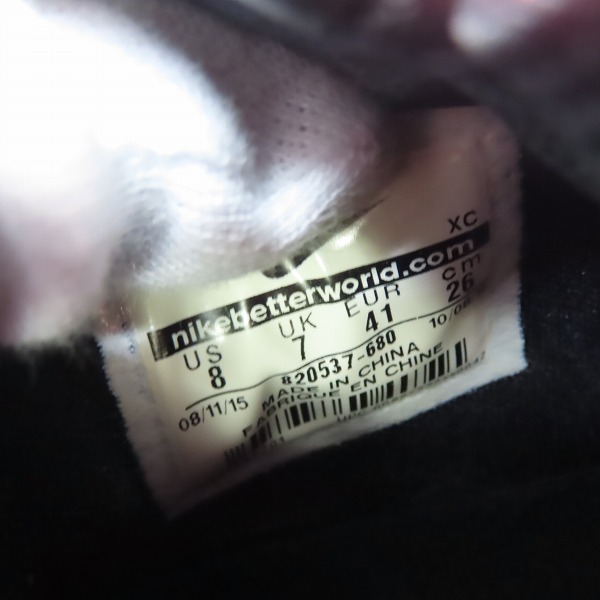 XC
nikebetterworld.com
US UK EUR cm
8 7 41 26
820537-680
08/11/15
MADE IN CHINA
FABRIQUE EN CHINE